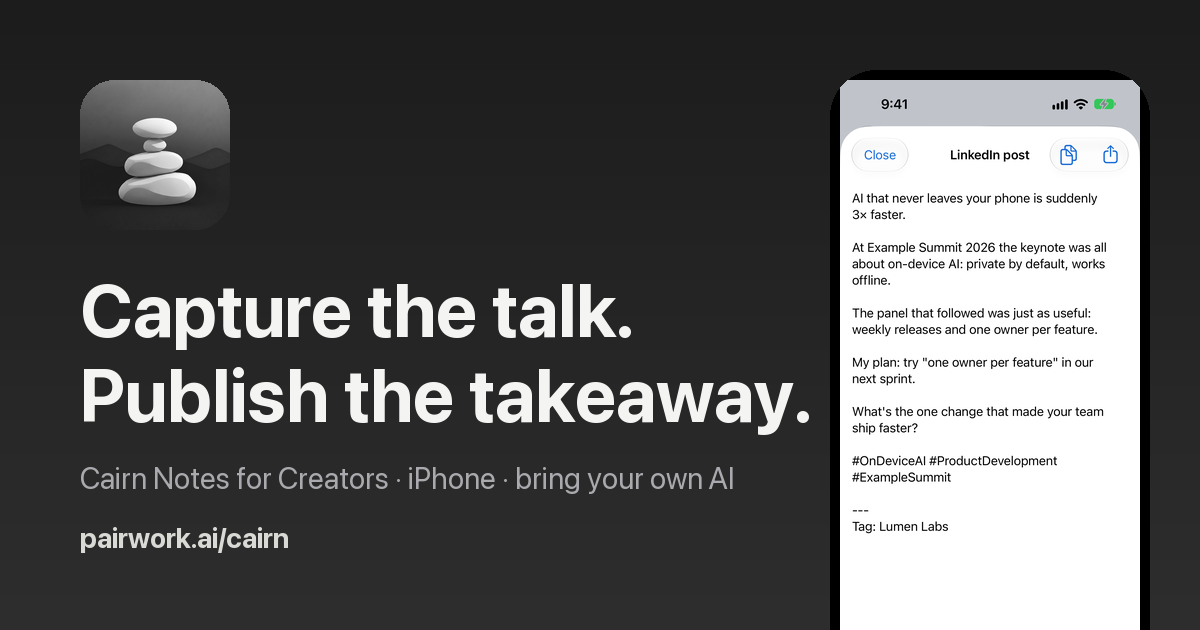 Capture the talk.
Publish the takeaway.
Cairn Notes for Creators · iPhone · bring your own AI
pairwork.ai/cairn
9:41
Close
LinkedIn post
AI that never leaves your phone is suddenly
3× faster.
At Example Summit 2026 the keynote was all
about on-device AI: private by default, works
offline.
The panel that followed was just as useful:
weekly releases and one owner per feature.
My plan: try "one owner per feature" in our
next sprint.
What's the one change that made your team
ship faster?
#OnDeviceAI #ProductDevelopment
#ExampleSummit
---
Tag: Lumen Labs